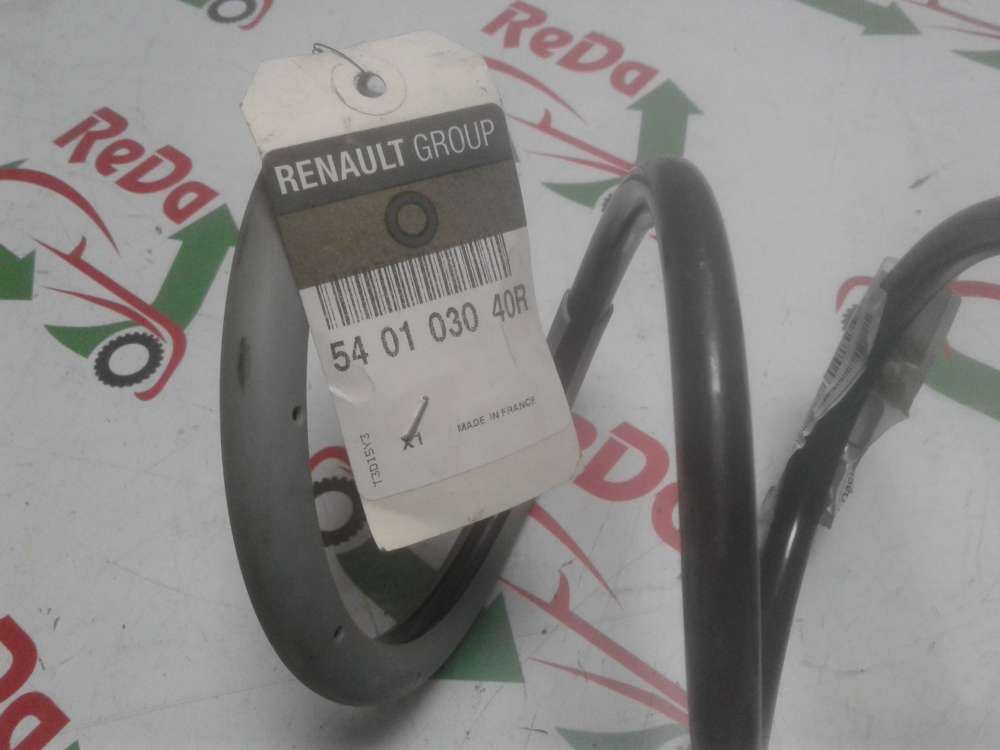 ReDa
ReDa
RENAULT GROUP
54 01 030 40R
X1
MADE IN FRANCE
T3D15Y3
ReDa
ReDa